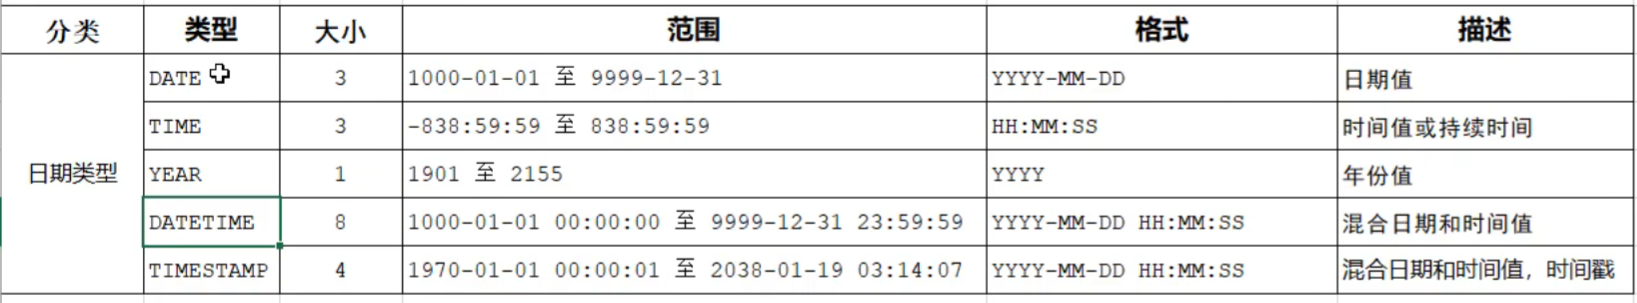 分类 类型 大小 范围 格式 描述
DATE 3 1000-01-01 至 9999-12-31 YYYY-MM-DD 日期值
TIME 3 -838:59:59 至 838:59:59 HH:MM:SS 时间值或持续时间
日期类型 YEAR 1 1901 至 2155 YYYY 年份值
DATETIME 8 1000-01-01 00:00:00 至 9999-12-31 23:59:59 YYYY-MM-DD HH:MM:SS 混合日期和时间值
TIMESTAMP 4 1970-01-01 00:00:01 至 2038-01-19 03:14:07 YYYY-MM-DD HH:MM:SS 混合日期和时间值，时间戳